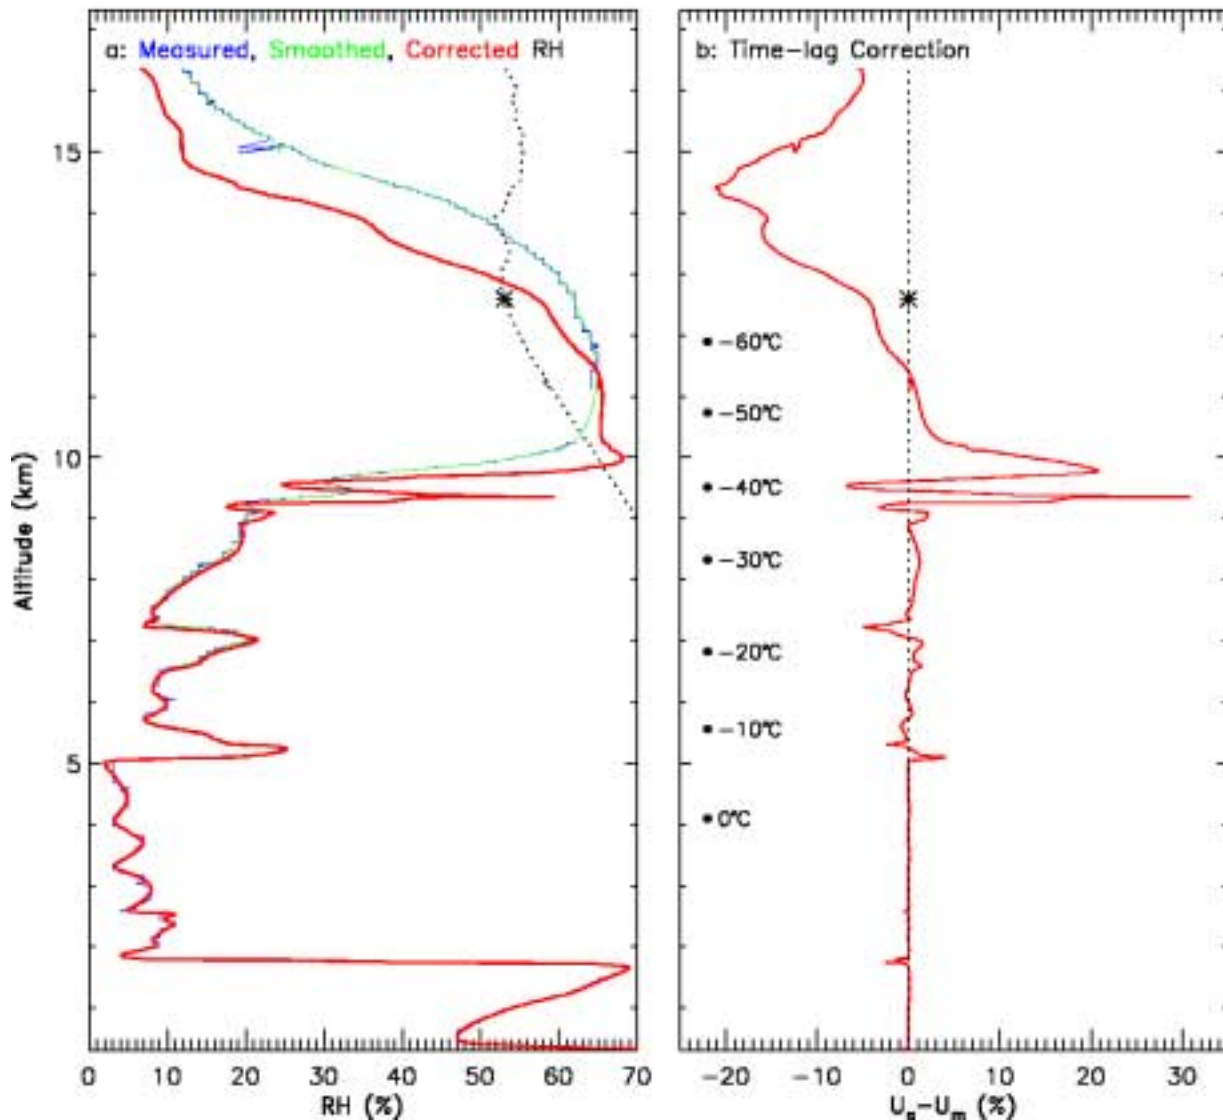 a: Measured, Smoothed, Corrected RH
b: Time-lag Correction
15
10
5
Altitude (km)
0 10 20 30 40 50 60 70
RH (%)
-60°C
-50°C
-40°C
-30°C
-20°C
-10°C
0°C
-20 -10 0 10 20 30
(%)